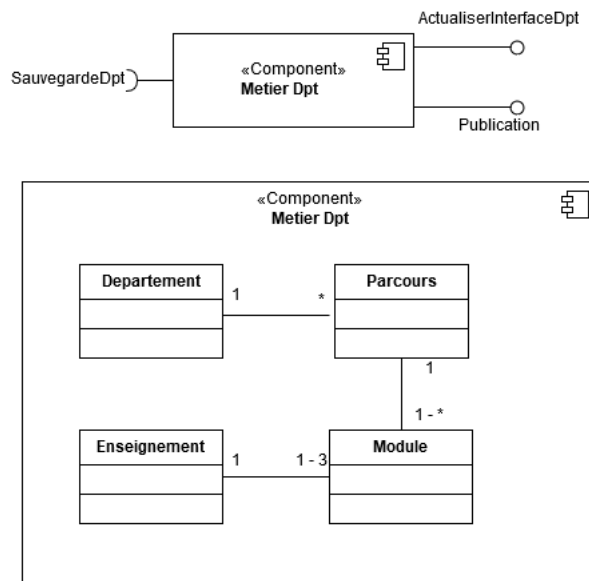 ActualiserInterfaceDpt
«Component»
Metier Dpt
SauvegardeDpt
Publication
«Component»
Metier Dpt
Departement
1
*
Parcours
1
1 - *
Enseignement
1
1 - 3
Module